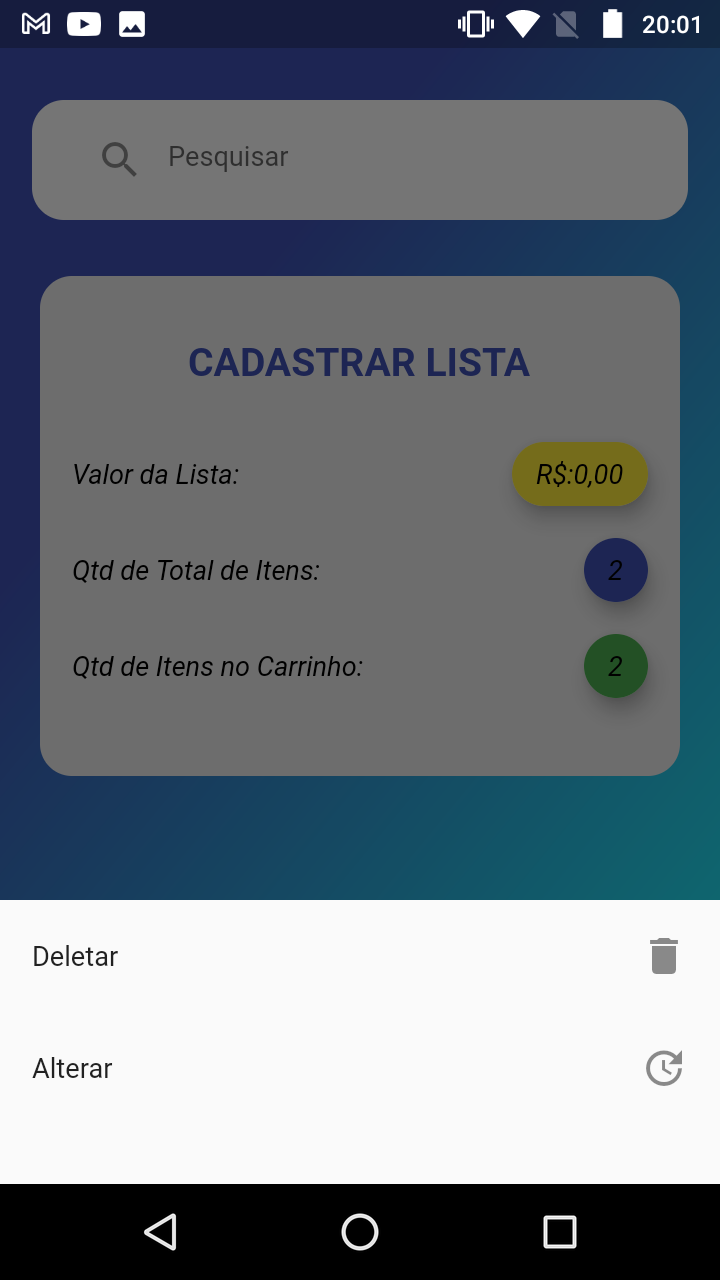 20:01
Pesquisar
CADASTRAR LISTA
Valor da Lista: R$:0,00
Qtd de Total de Itens: 2
Qtd de Itens no Carrinho: 2
Deletar
Alterar